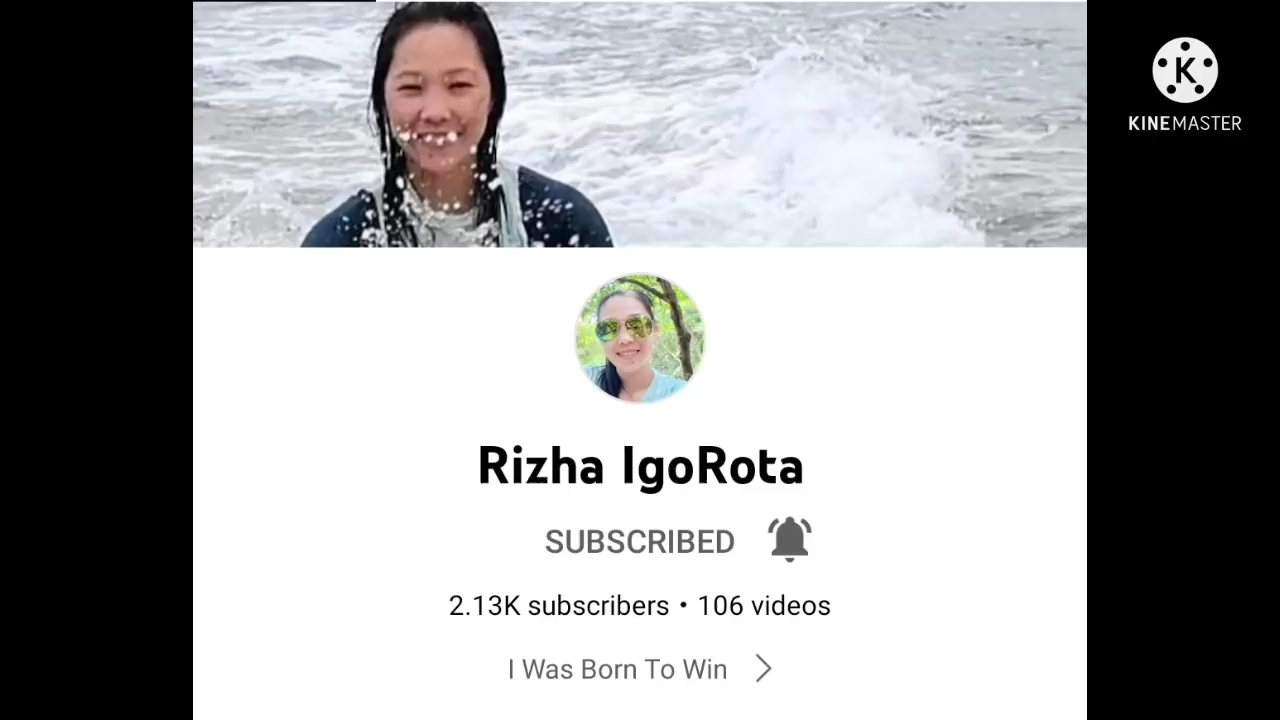 K
KINEMASTER
Rizha IgoRota
SUBSCRIBED
2.13K subscribers • 106 videos
I Was Born To Win